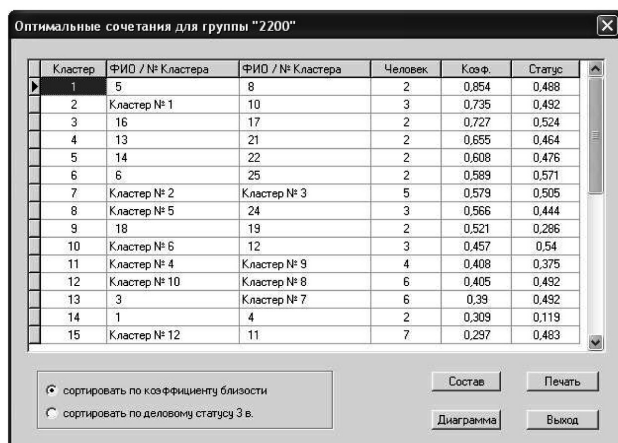 Оптимальные сочетания для группы "2200"
Кластер ФИО / № Кластера ФИО / № Кластера Человек Коэф. Статус
1 5 8 2 0,854 0,488
2 Кластер № 1 10 3 0,735 0,492
3 16 17 2 0,727 0,524
4 13 21 2 0,655 0,464
5 14 22 2 0,608 0,476
6 6 25 2 0,589 0,571
7 Кластер № 2 Кластер № 3 5 0,579 0,505
8 Кластер № 5 24 3 0,566 0,444
9 18 19 2 0,521 0,286
10 Кластер № 6 12 3 0,457 0,54
11 Кластер № 4 Кластер № 9 4 0,408 0,375
12 Кластер № 10 Кластер № 8 6 0,405 0,492
13 3 Кластер № 7 6 0,39 0,492
14 1 4 2 0,309 0,119
15 Кластер № 12 11 7 0,297 0,483
сортировать по коэффициенту близости
сортировать по деловому статусу 3 в.
Состав Печать
Диаграмма Выход